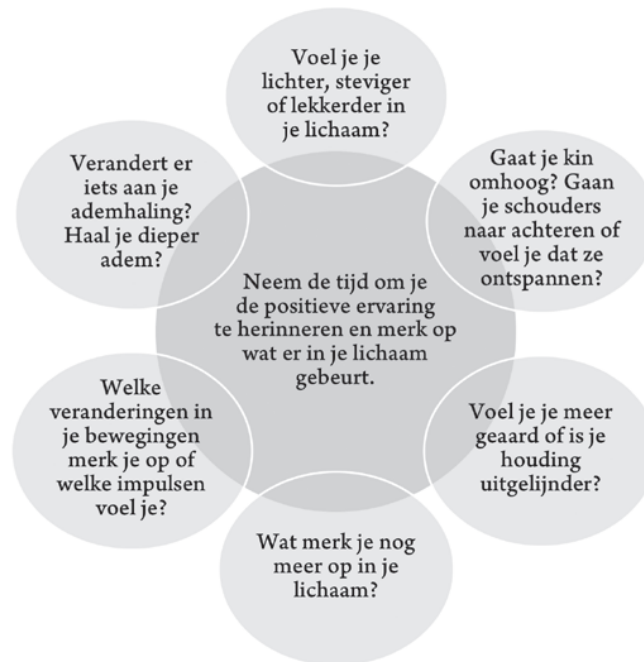 Voel je je
lichter, steviger
of lekkerder in
je lichaam?
Verandert er
iets aan je
ademhaling?
Haal je dieper
adem?
Gaat je kin
omhoog? Gaan
je schouders
naar achteren of
voel je dat ze
ontspannen?
Neem de tijd om je
de positieve ervaring
te herinneren en merk op
wat er in je lichaam
gebeurt.
Welke
veranderingen in
je bewegingen
merk je op of
welke impulsen
voel je?
Voel je je meer
geaard of is je
houding
uitgelijnder?
Wat merk je nog
meer op in je
lichaam?